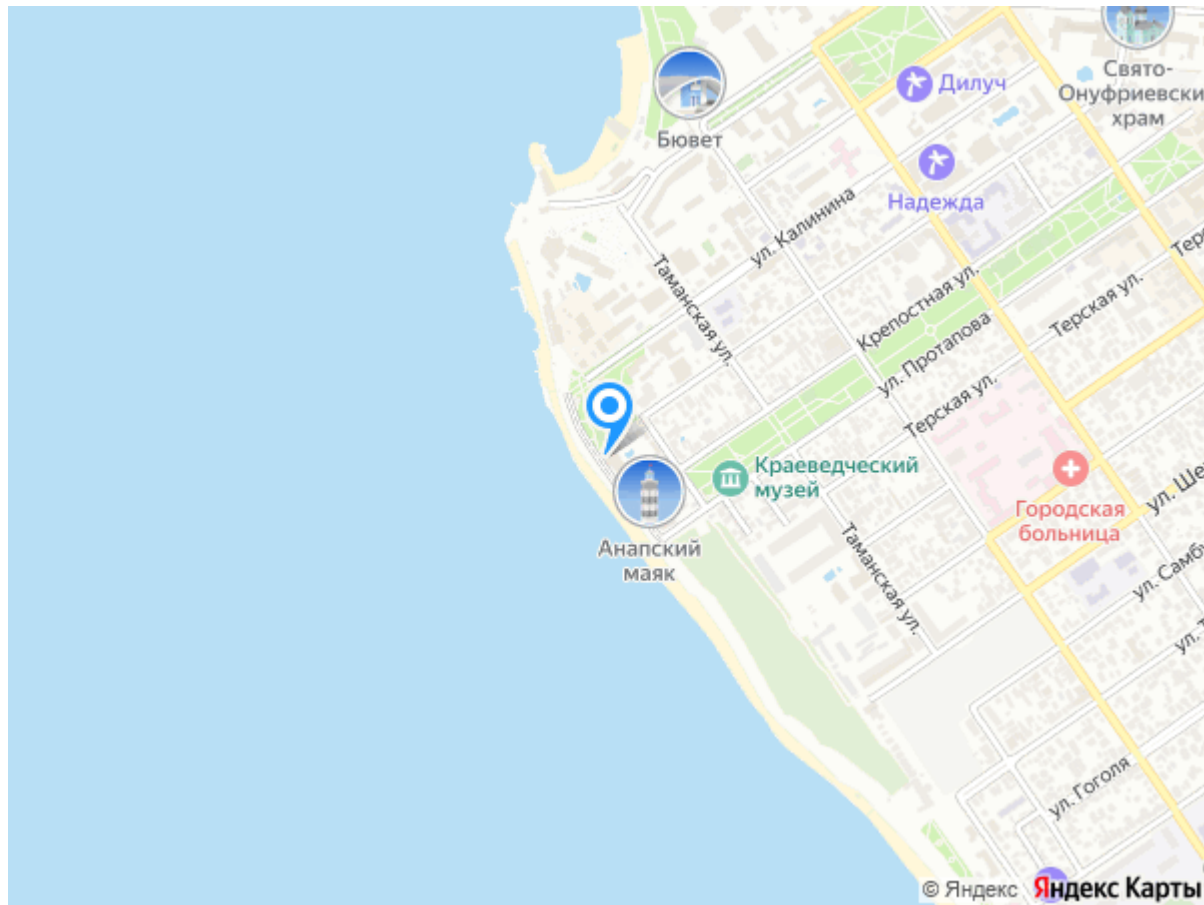 Свято-
Онуфриевски
храм
Дилуч
Бювет
Надежда
ул. Калинина
Таманская ул.
Крепостная ул.
ул. Протапова
Терская ул.
Терская ул.
Краеведческий
музей
Городская
больница
Анапский
маяк
Таманская ул.
ул. Гоголя
© Яндекс Яндекс Карты